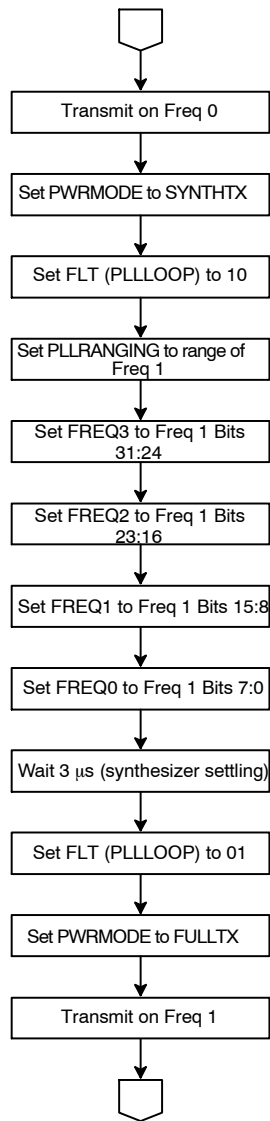 Transmit on Freq 0
Set PWRMODE to SYNTHTX
Set FLT (PLLLOOP) to 10
Set PLLRANGING to range of
Freq 1
Set FREQ3 to Freq 1 Bits
31:24
Set FREQ2 to Freq 1 Bits
23:16
Set FREQ1 to Freq 1 Bits 15:8
Set FREQ0 to Freq 1 Bits 7:0
Wait 3 μs (synthesizer settling)
Set FLT (PLLLOOP) to 01
Set PWRMODE to FULLTX
Transmit on Freq 1